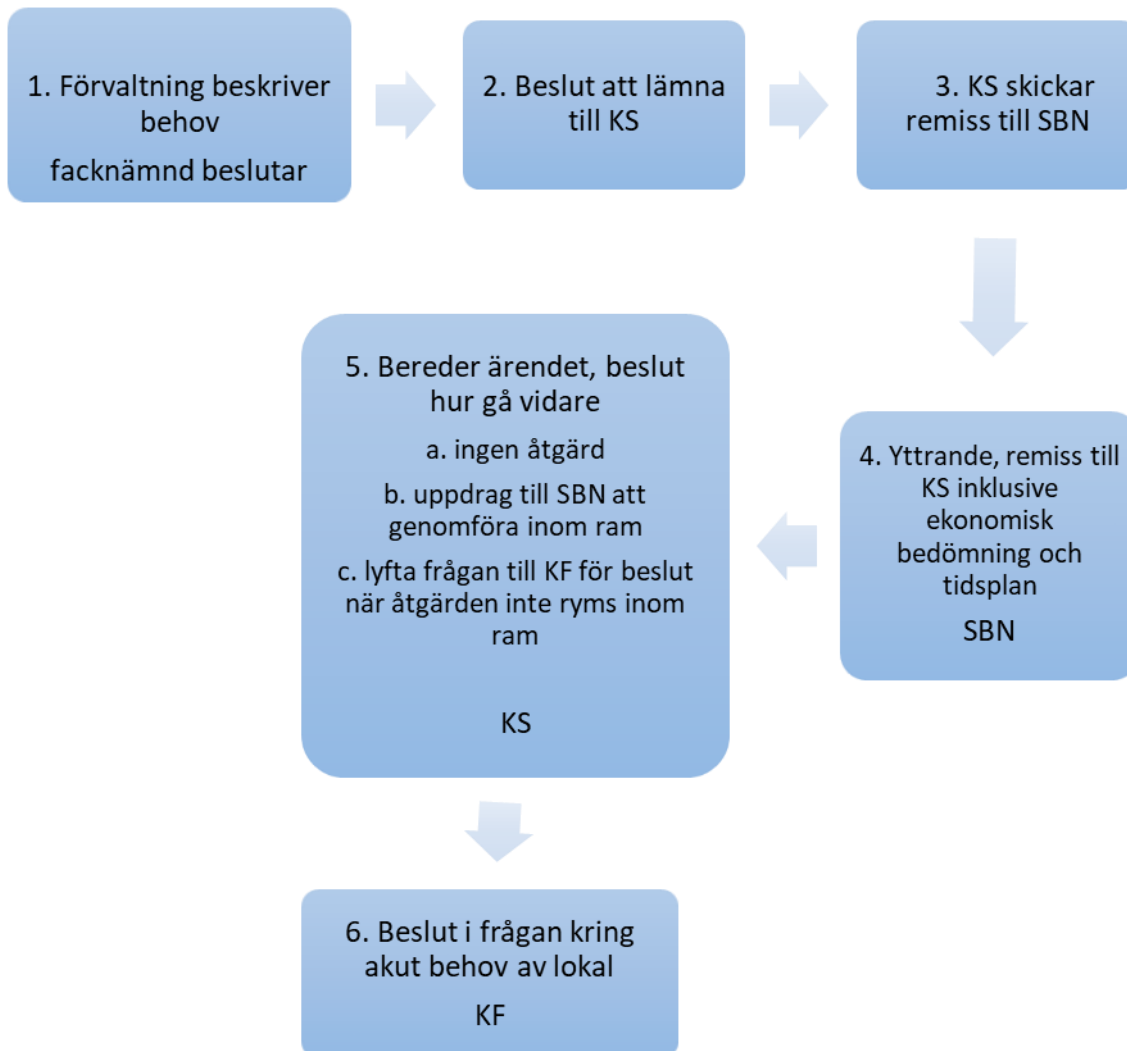 1. Förvaltning beskriver
behov
facknämnd beslutar
2. Beslut att lämna
till KS
3. KS skickar
remiss till SBN
4. Yttrande, remiss till
KS inklusive
ekonomisk
bedömning och
tidsplan
SBN
5. Bereder ärendet, beslut
hur gå vidare
a. ingen åtgärd
b. uppdrag till SBN att
genomföra inom ram
c. lyfta frågan till KF för beslut
när åtgärden inte ryms inom
ram
KS
6. Beslut i frågan kring
akut behov av lokal
KF